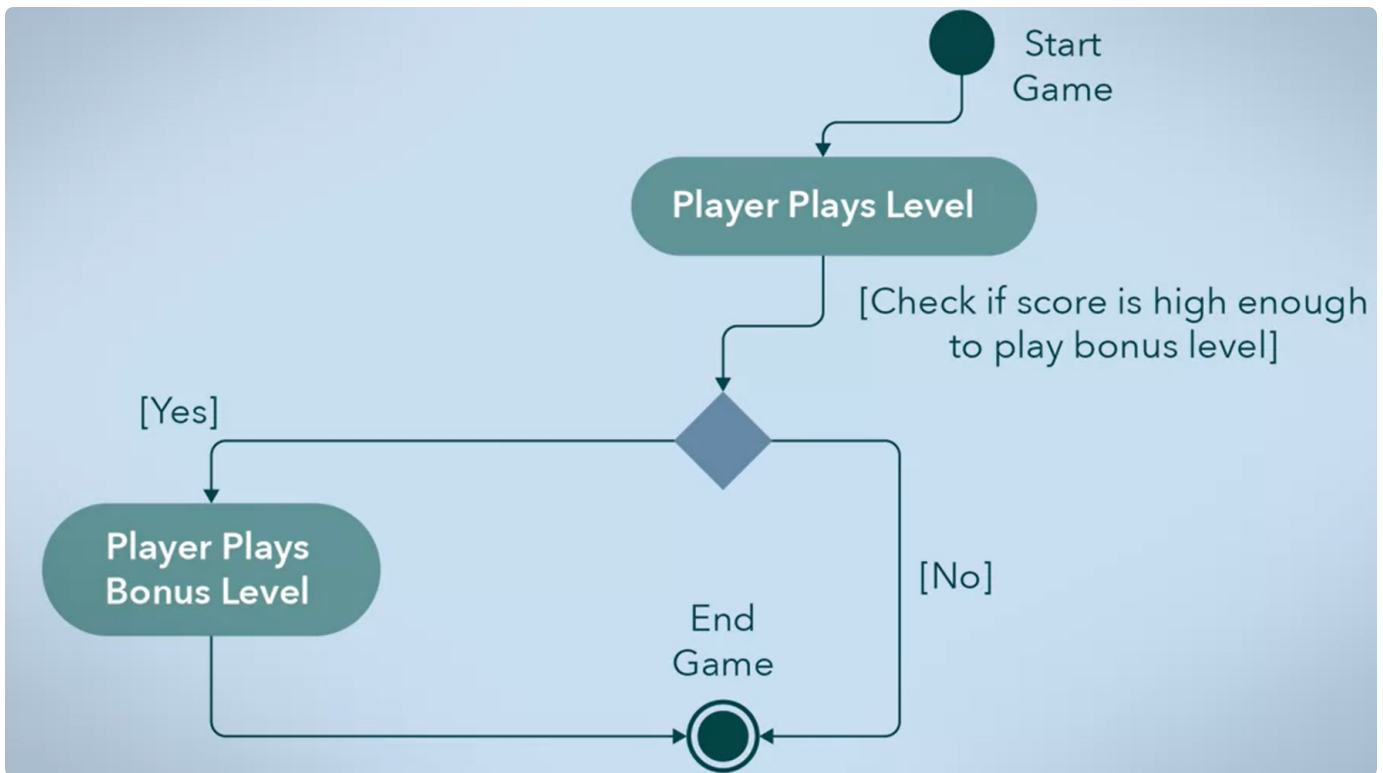 Start
Game
Player Plays Level
[Check if score is high enough
to play bonus level]
[Yes]
Player Plays
Bonus Level
[No]
End
Game